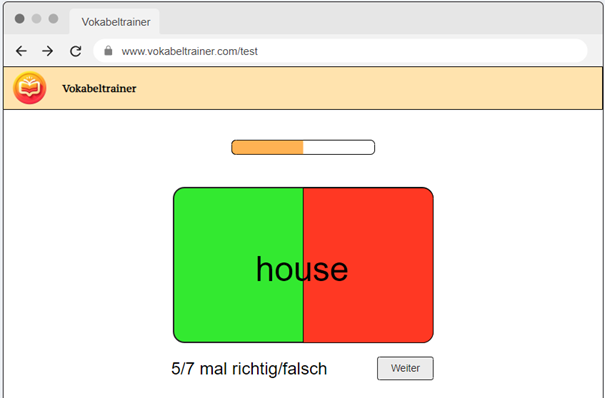 Vokabeltrainer
www.vokabeltrainer.com/test
Vokabeltrainer
house
5/7 mal richtig/falsch
Weiter